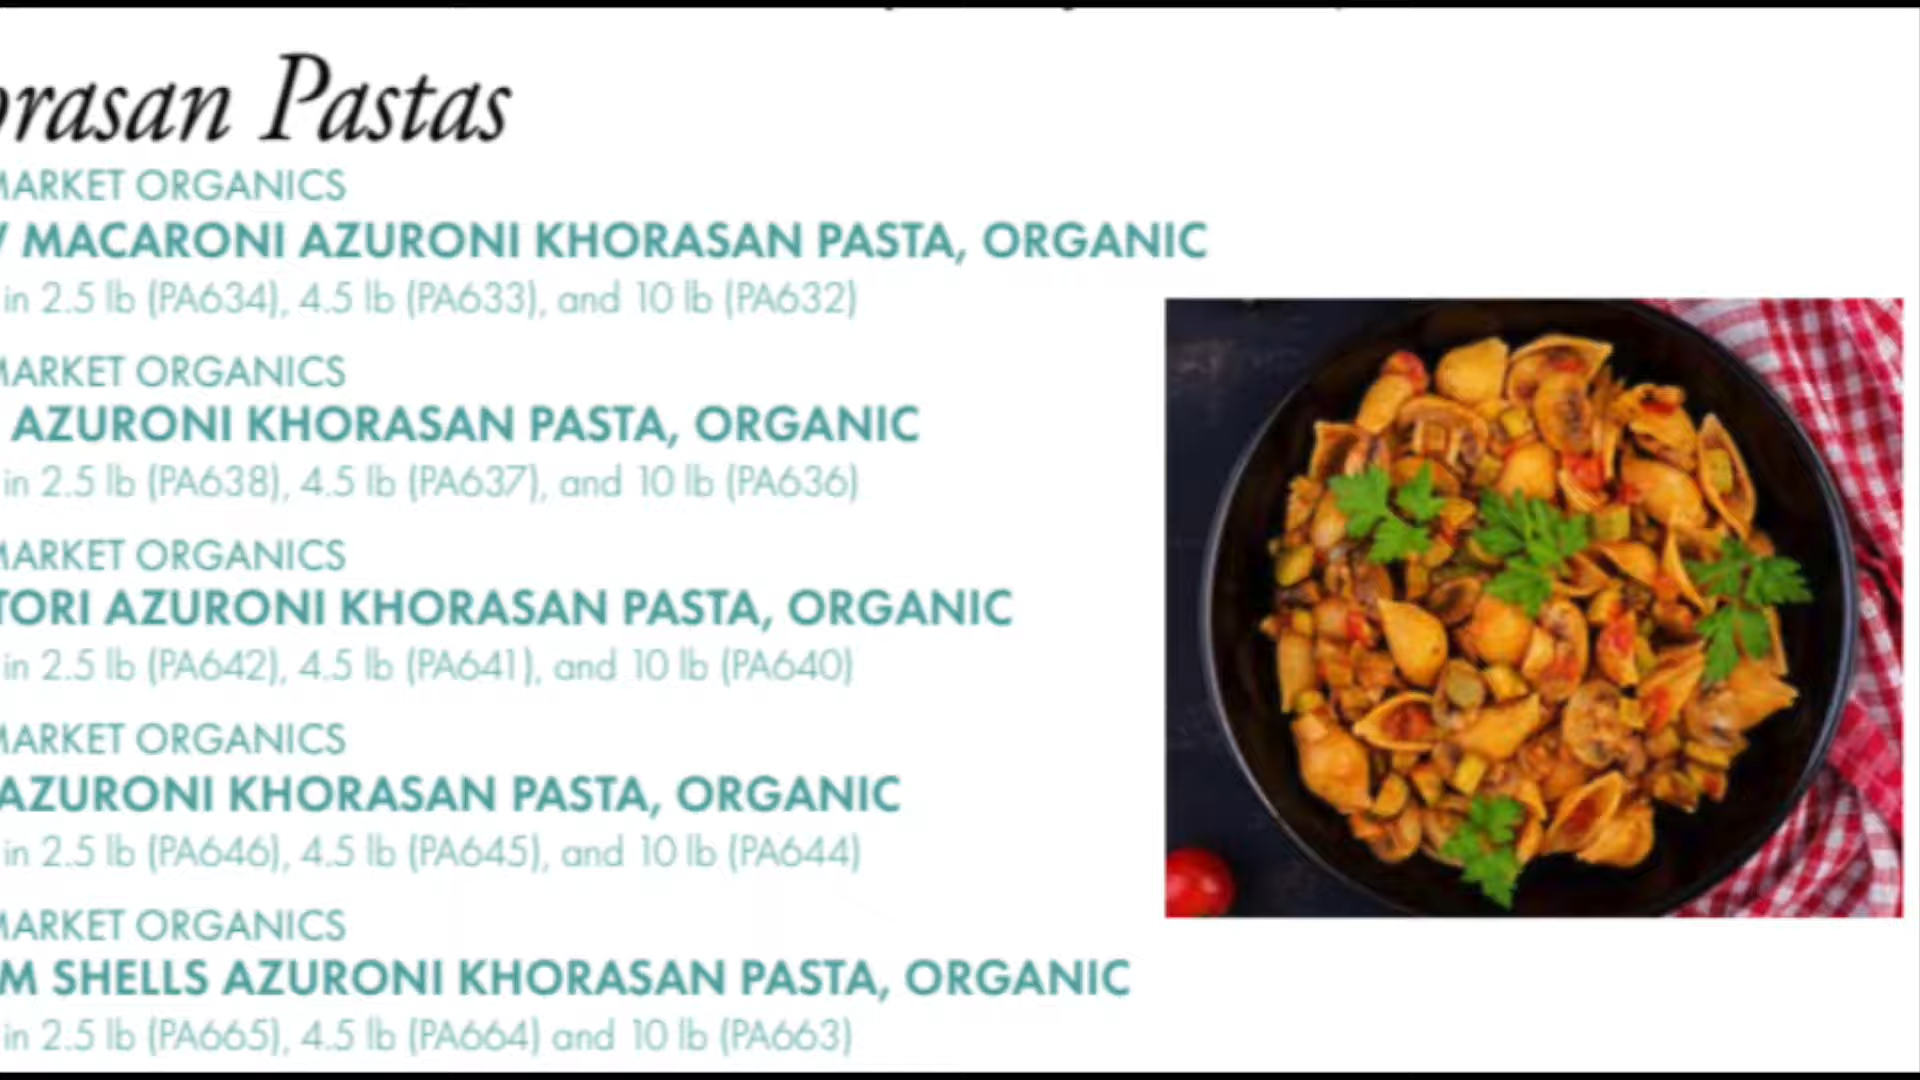 orasan Pastas
MARKET ORGANICS
MACARONI AZURONI KHORASAN PASTA, ORGANIC
in 2.5 lb (PA634), 4.5 lb (PA633), and 10 lb (PA632)
MARKET ORGANICS
AZURONI KHORASAN PASTA, ORGANIC
in 2.5 lb (PA638), 4.5 lb (PA637), and 10 lb (PA636)
MARKET ORGANICS
TORI AZURONI KHORASAN PASTA, ORGANIC
in 2.5 lb (PA642), 4.5 lb (PA641), and 10 lb (PA640)
MARKET ORGANICS
AZURONI KHORASAN PASTA, ORGANIC
in 2.5 lb (PA646), 4.5 lb (PA645), and 10 lb (PA644)
MARKET ORGANICS
M SHELLS AZURONI KHORASAN PASTA, ORGANIC
in 2.5 lb (PA665), 4.5 lb (PA664) and 10 lb (PA663)